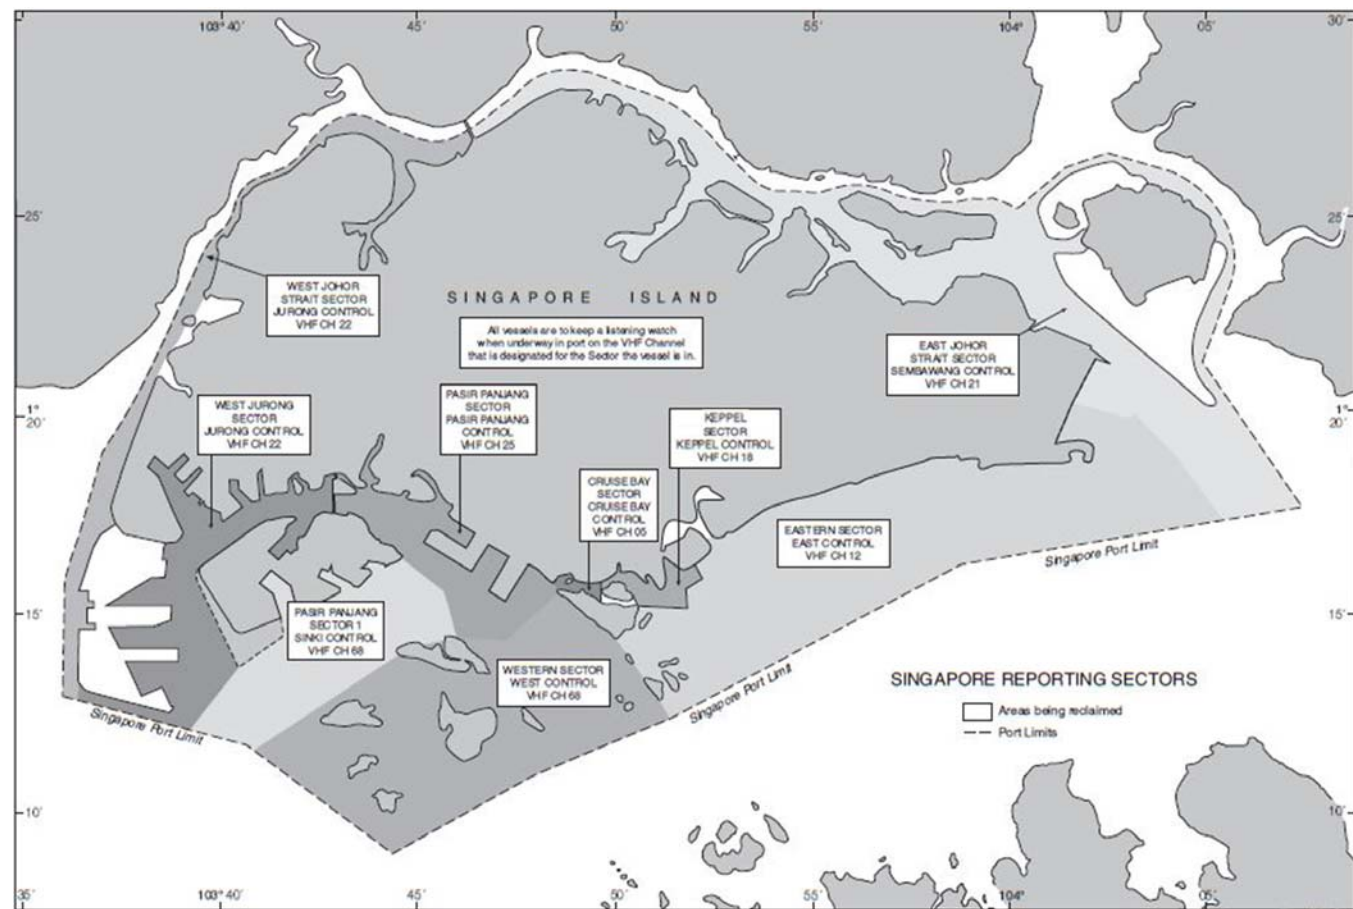 103° 40'
45'
50'
55'
104°
05'
30'
25'
25'
WEST JOHOR
STRAIT SECTOR
JURONG CONTROL
VHF CH 22
SINGAPORE ISLAND
All vessels are to keep a listening watch
when underway in port on the VHF Channel
that is designated for the Sector the vessel is in.
EAST JOHOR
STRAIT SECTOR
SEMBAWANG CONTROL
VHF CH 21
1°
20'
1°
20'
WEST JURONG
SECTOR
JURONG CONTROL
VHF CH 22
PASIR PANJANG
SECTOR
PASIR PANJANG
CONTROL
VHF CH 25
KEPPEL
SECTOR
KEPPEL CONTROL
VHF CH 18
CRUISE BAY
SECTOR
CRUISE BAY
CONTROL
VHF CH 05
EASTERN SECTOR
EAST CONTROL
VHF CH 12
Singapore Port Limit
15'
15'
PASIR PANJANG
SECTOR 1
SINKI CONTROL
VHF CH 68
WESTERN SECTOR
WEST CONTROL
VHF CH 68
Singapore Port Limit
Singapore Port Limit
SINGAPORE REPORTING SECTORS
Areas being reclaimed
Port Limits
10'
10'
35'
103° 40'
45'
50'
55'
104°
05'